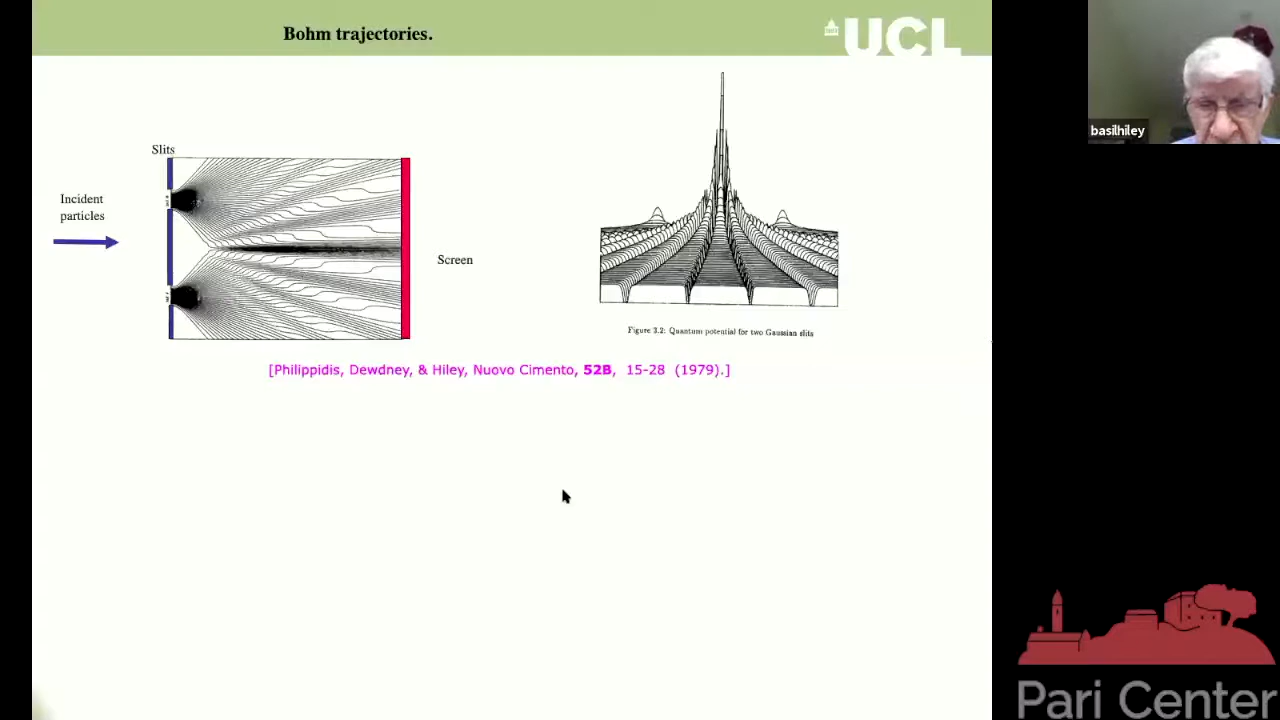 Bohm trajectories.
UCL
basilhiley
Slits
Incident
particles
Screen
Figure 3.2: Quantum potential for two Gaussian slits
[Philippidis, Dewdney, & Hiley, Nuovo Cimento, 52B, 15-28 (1979).]
Pari Center